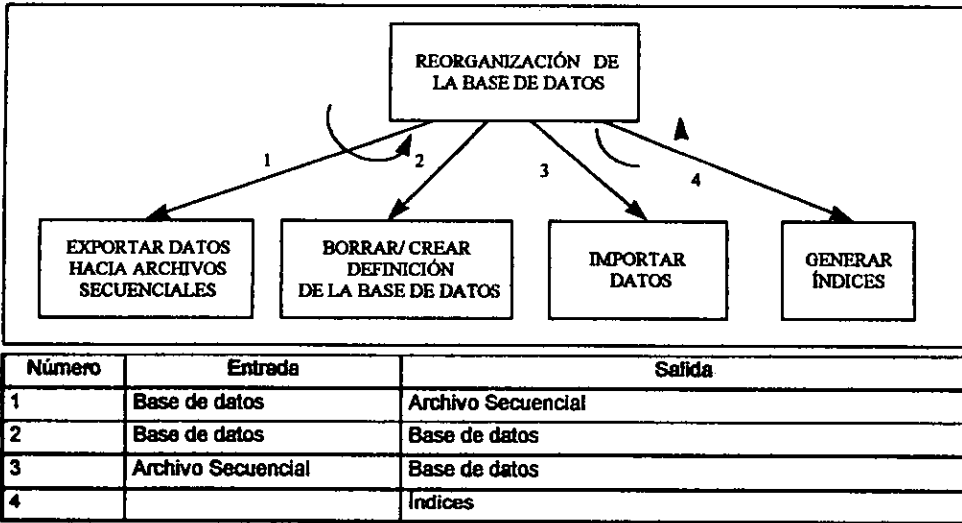 REORGANIZACIÓN DE
LA BASE DE DATOS
1
2
3
4
EXPORTAR DATOS
HACIA ARCHIVOS
SECUENCIALES
BORRAR/ CREAR
DEFINICIÓN
DE LA BASE DE DATOS
IMPORTAR
DATOS
GENERAR
ÍNDICES
Número Entrada Salida
1 Base de datos Archivo Secuencial
2 Base de datos Base de datos
3 Archivo Secuencial Base de datos
4 Indices